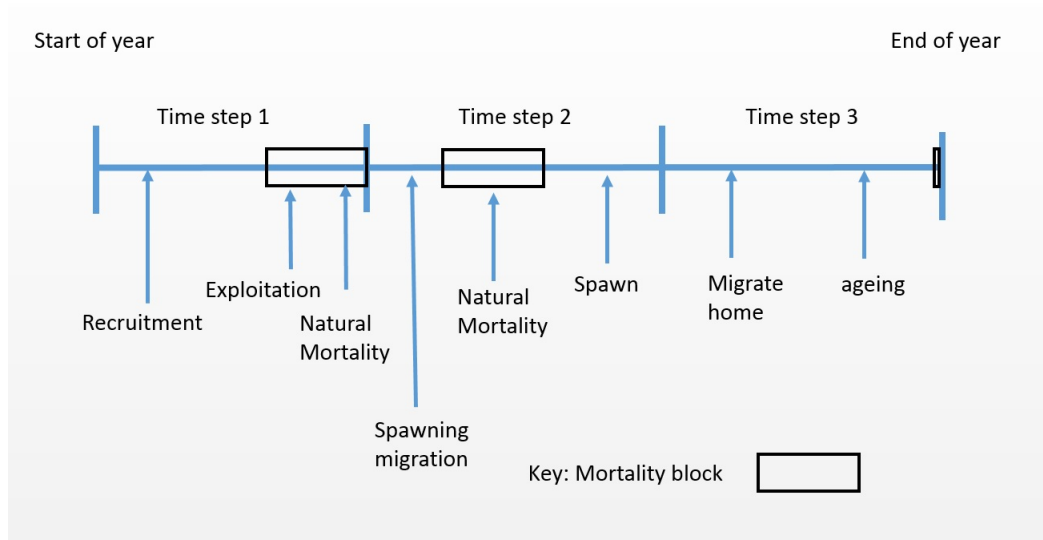 Start of year
End of year
Time step 1
Time step 2
Time step 3
Recruitment
Exploitation
Natural
Mortality
Spawning
migration
Natural
Mortality
Spawn
Migrate
home
ageing
Key: Mortality block